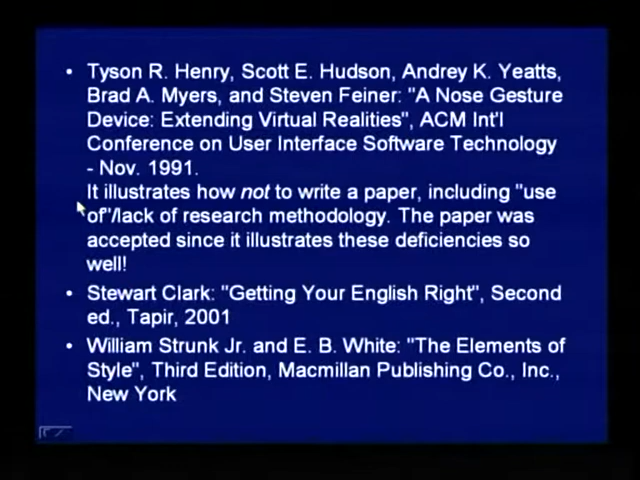 • Tyson R. Henry, Scott E. Hudson, Andrey K. Yeatts,
Brad A. Myers, and Steven Feiner: "A Nose Gesture
Device: Extending Virtual Realities", ACM Int'l
Conference on User Interface Software Technology
- Nov. 1991.
It illustrates how not to write a paper, including "use
of"/lack of research methodology. The paper was
accepted since it illustrates these deficiencies so
well!
• Stewart Clark: "Getting Your English Right", Second
ed., Tapir, 2001
• William Strunk Jr. and E. B. White: "The Elements of
Style", Third Edition, Macmillan Publishing Co., Inc.,
New York